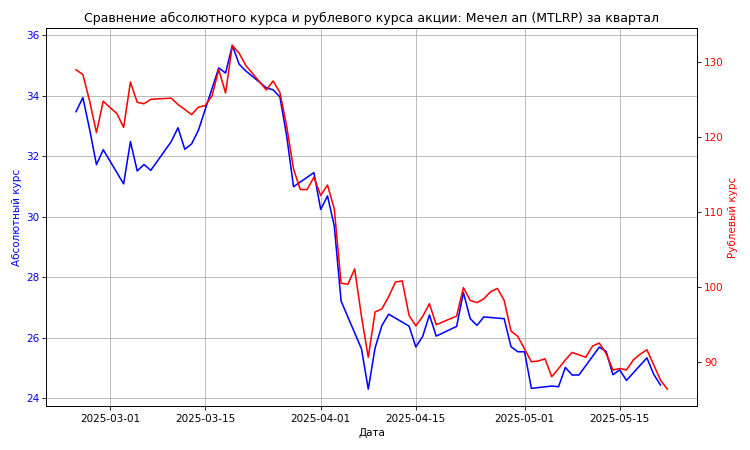 Сравнение абсолютного курса и рублевого курса акции: Мечел ап (MTLRP) за квартал
36
34
32
30
28
26
24
Абсолютный курс
130
120
110
100
90
Рублевый курс
2025-03-01 2025-03-15 2025-04-01 2025-04-15 2025-05-01 2025-05-15
Дата